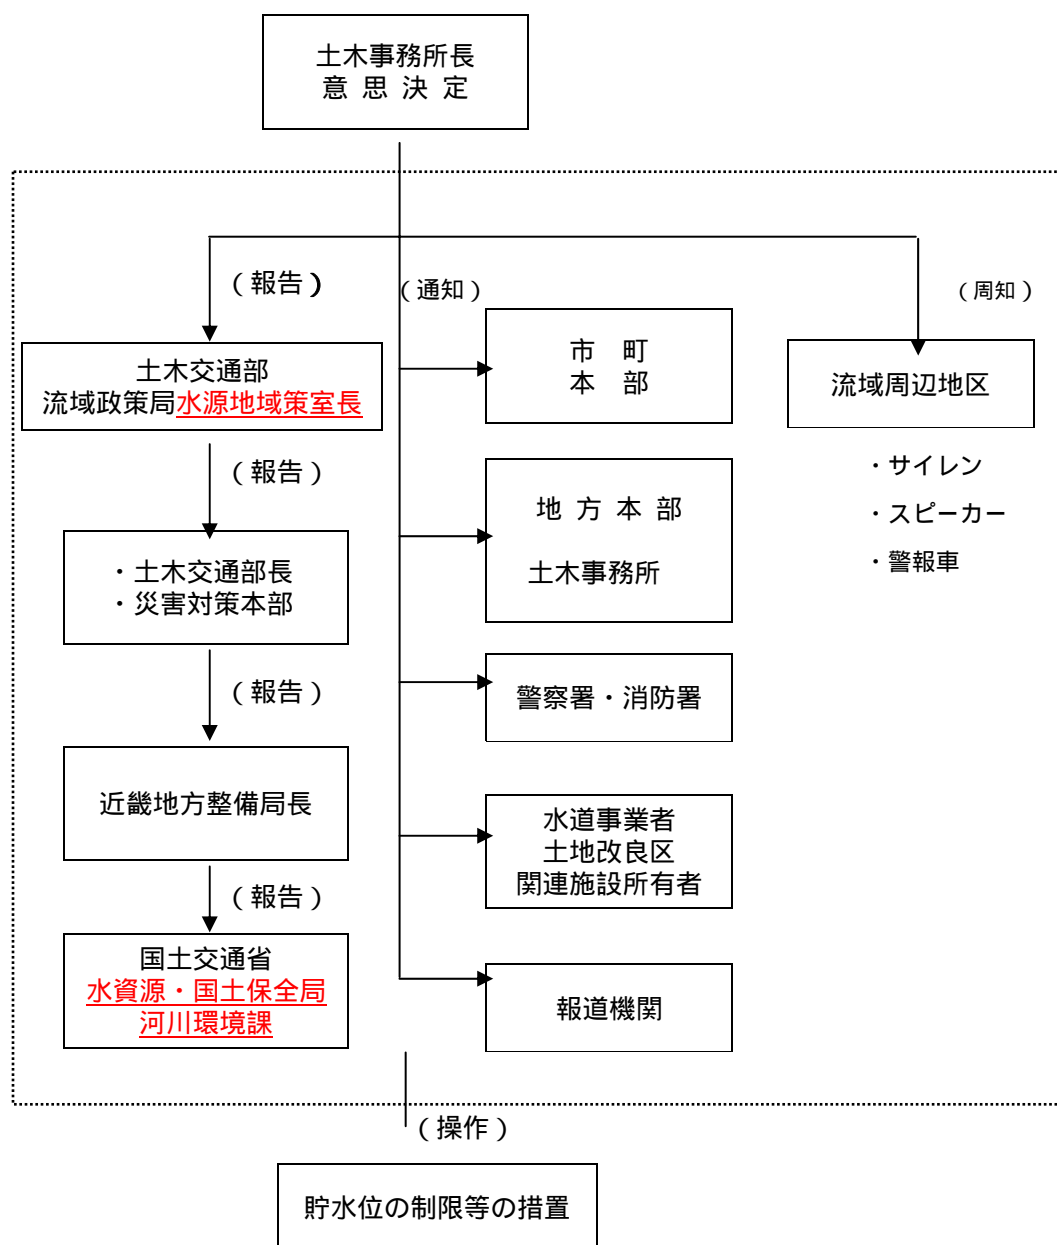 土木事務所長
意 思 決 定
（報告）
（通知）
（周知）
土木交通部
流域政策局水源地域策室長
市　町
本　部
流域周辺地区
・サイレン
・スピーカー
・警報車
（報告）
・土木交通部長
・災害対策本部
地 方 本 部
土木事務所
（報告）
警察署・消防署
近畿地方整備局長
水道事業者
土地改良区
関連施設所有者
（報告）
国土交通省
水資源・国土保全局
河川環境課
報道機関
（操作）
貯水位の制限等の措置